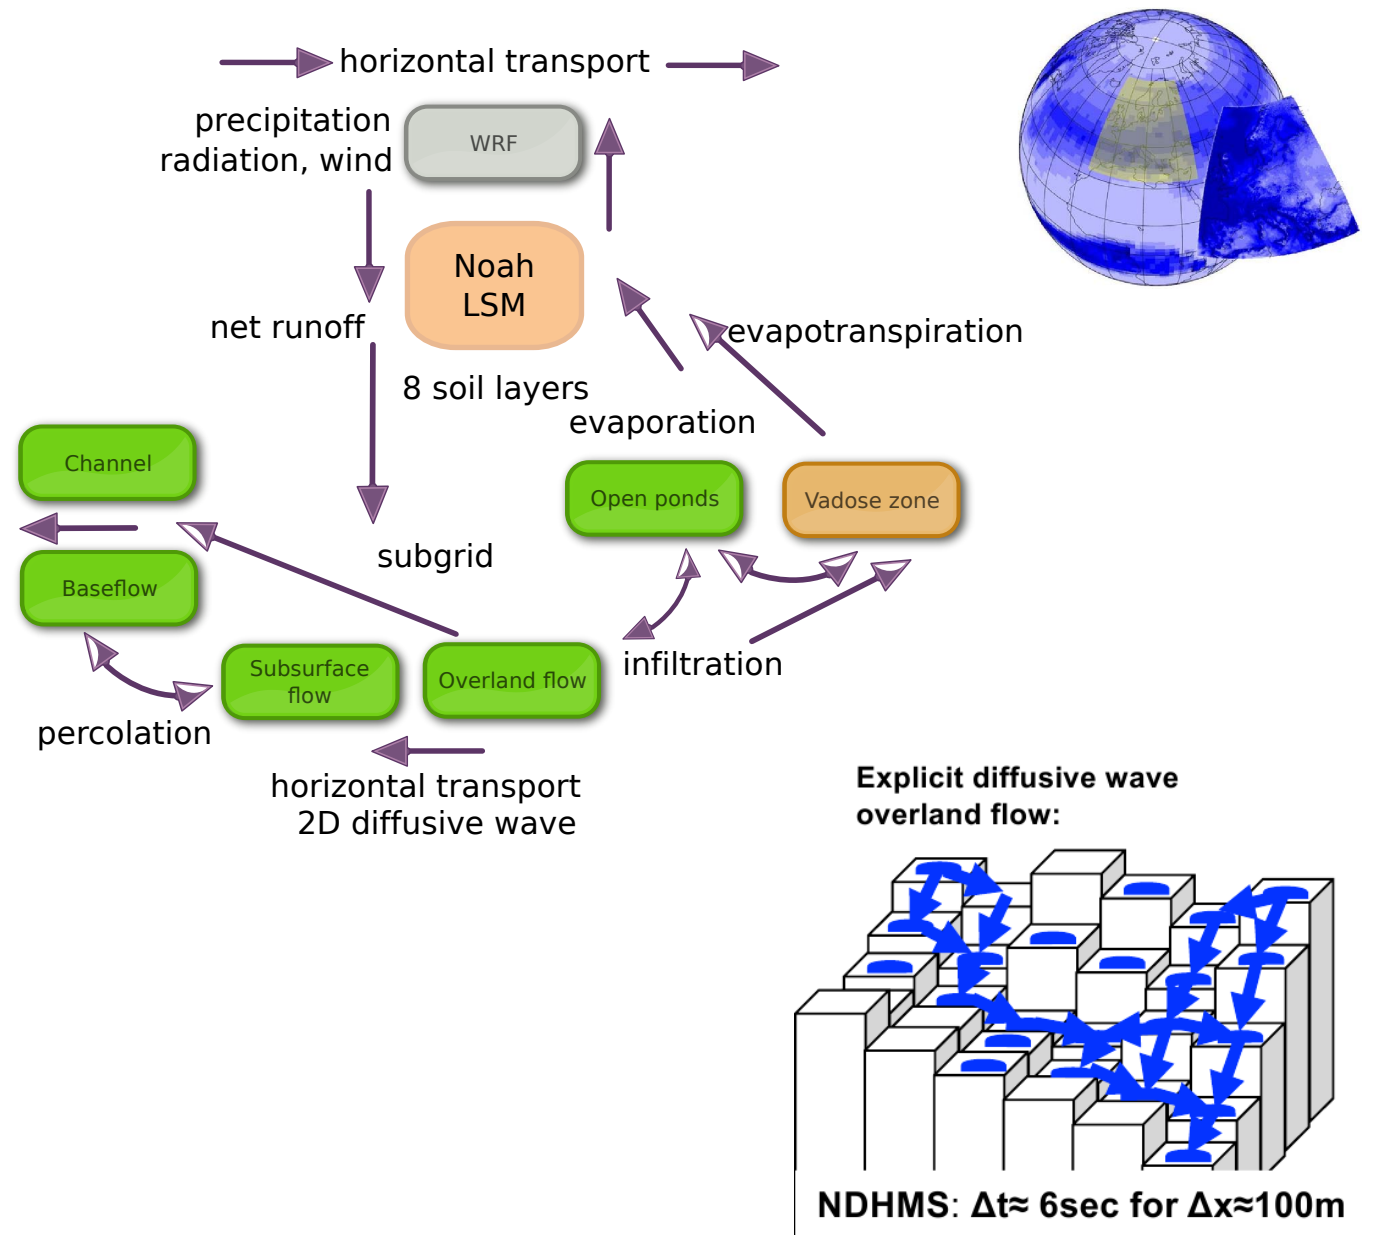 horizontal transport
precipitation
radiation, wind
WRF
Noah
LSM
net runoff
evapotranspiration
8 soil layers
evaporation
Channel
Open ponds
Vadose zone
subgrid
Baseflow
Subsurface
flow
Overland flow
infiltration
percolation
horizontal transport
2D diffusive wave
Explicit diffusive wave
overland flow:
NDHMS: Δt≈ 6sec for Δx≈100m